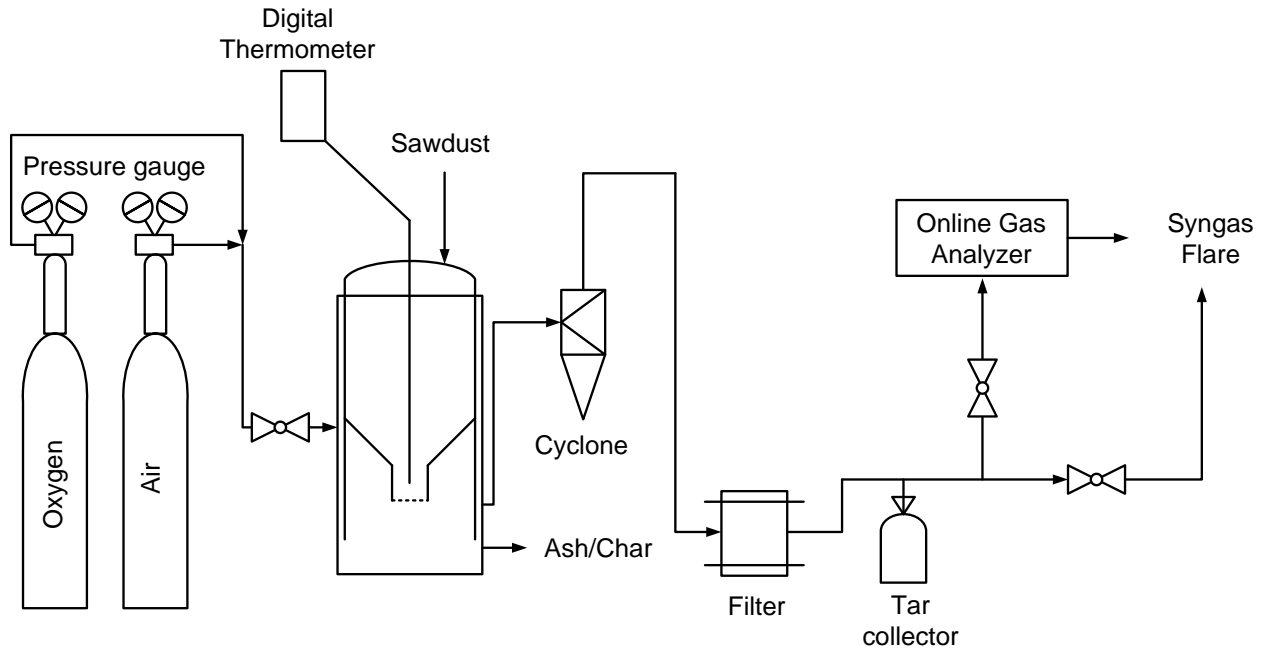 Digital
Thermometer
Sawdust
Pressure gauge
Online Gas
Analyzer
Syngas
Flare
Oxygen
Air
Cyclone
Ash/Char
Filter
Tar
collector